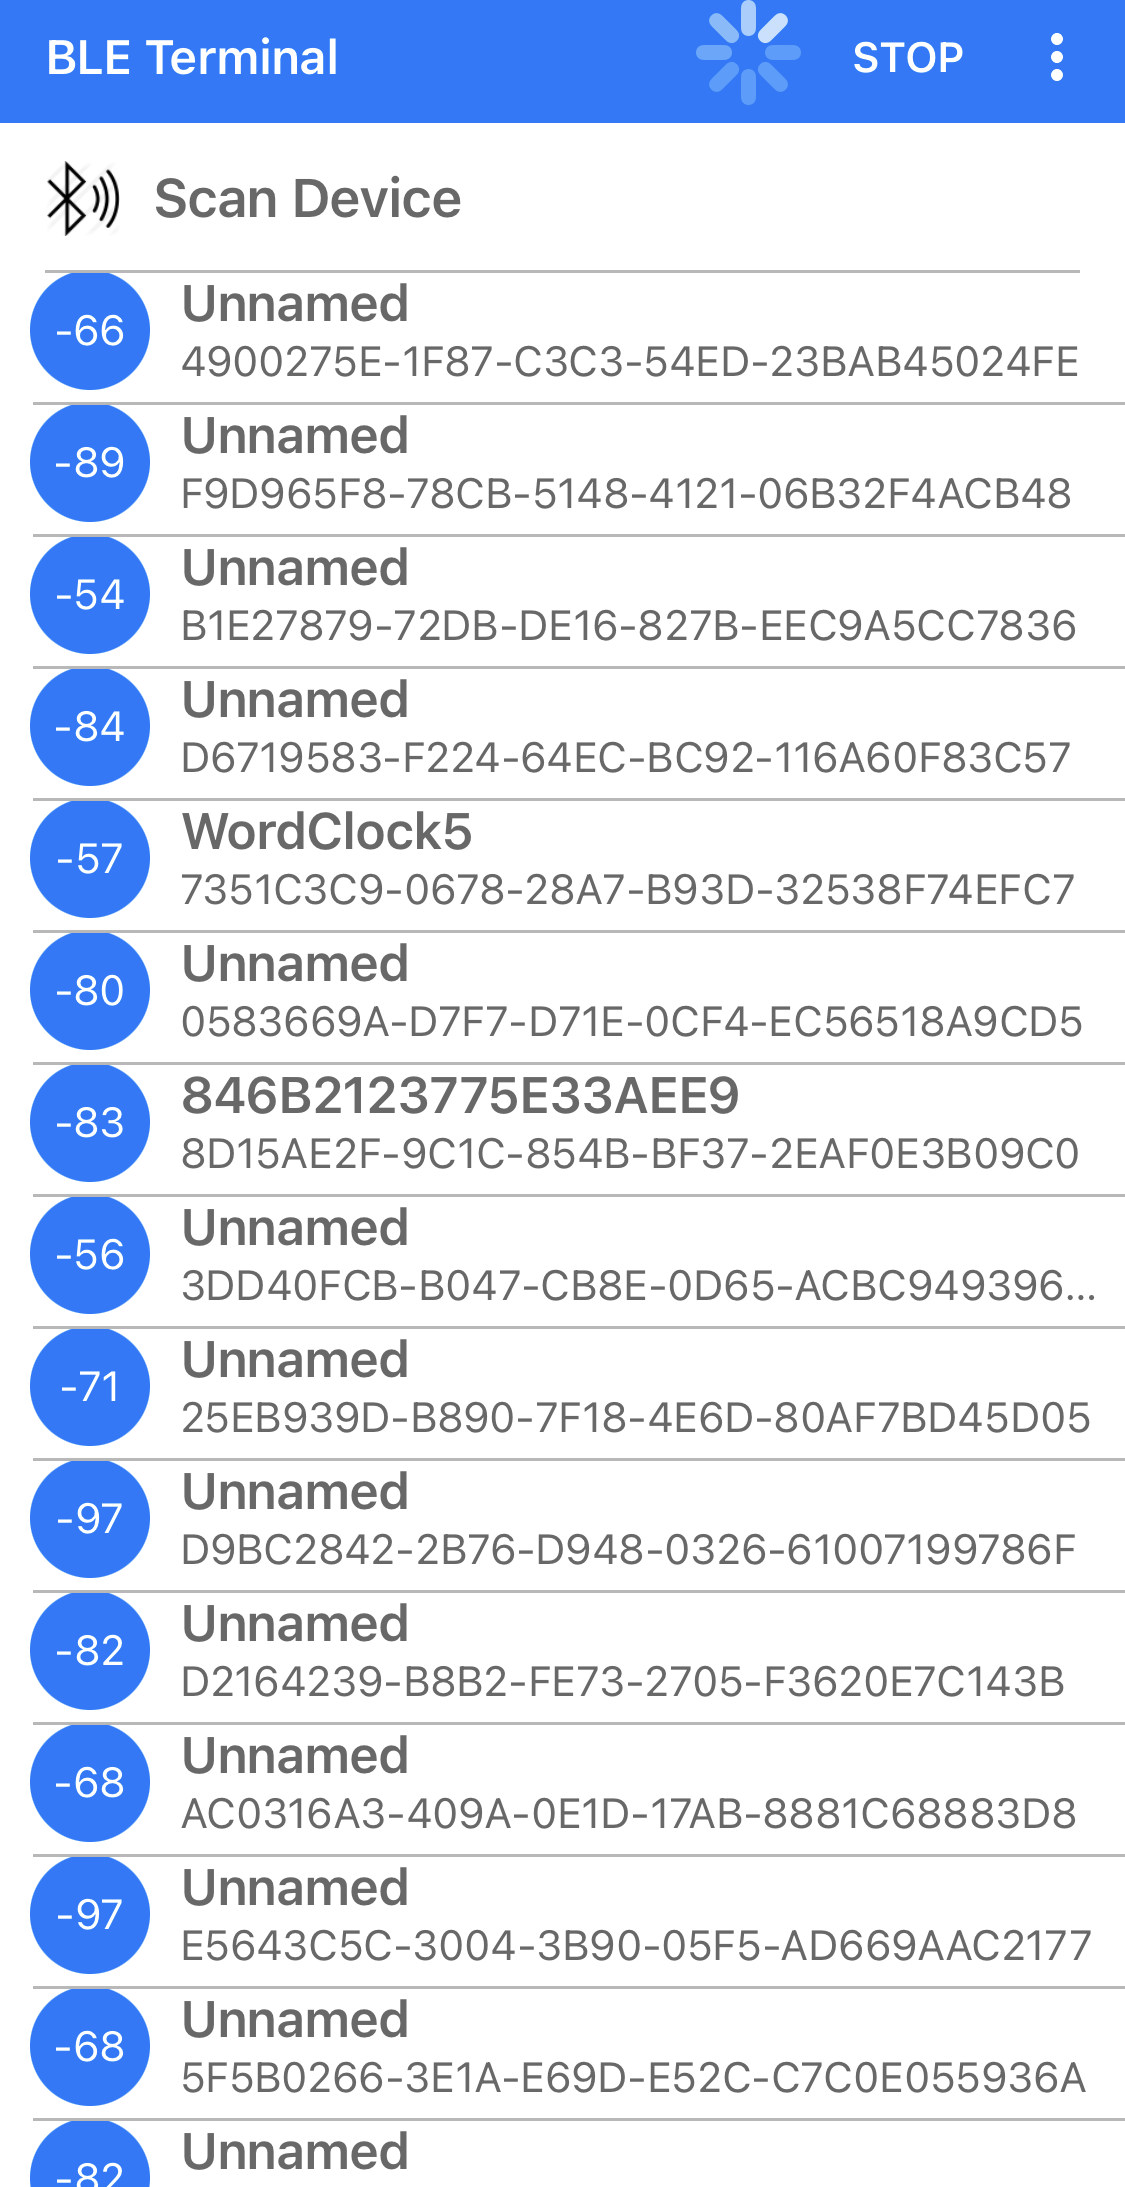 BLE Terminal STOP
Scan Device
-66 Unnamed
4900275E-1F87-C3C3-54ED-23BAB45024FE
-89 Unnamed
F9D965F8-78CB-5148-4121-06B32F4ACB48
-54 Unnamed
B1E27879-72DB-DE16-827B-EEC9A5CC7836
-84 Unnamed
D6719583-F224-64EC-BC92-116A60F83C57
-57 WordClock5
7351C3C9-0678-28A7-B93D-32538F74EFC7
-80 Unnamed
0583669A-D7F7-D71E-0CF4-EC56518A9CD5
-83 846B2123775E33AEE9
8D15AE2F-9C1C-854B-BF37-2EAF0E3B09C0
-56 Unnamed
3DD40FCB-B047-CB8E-0D65-ACBC949396...
-71 Unnamed
25EB939D-B890-7F18-4E6D-80AF7BD45D05
-97 Unnamed
D9BC2842-2B76-D948-0326-61007199786F
-82 Unnamed
D2164239-B8B2-FE73-2705-F3620E7C143B
-68 Unnamed
AC0316A3-409A-0E1D-17AB-8881C68883D8
-97 Unnamed
E5643C5C-3004-3B90-05F5-AD669AAC2177
-68 Unnamed
5F5B0266-3E1A-E69D-E52C-C7C0E055936A
-82 Unnamed